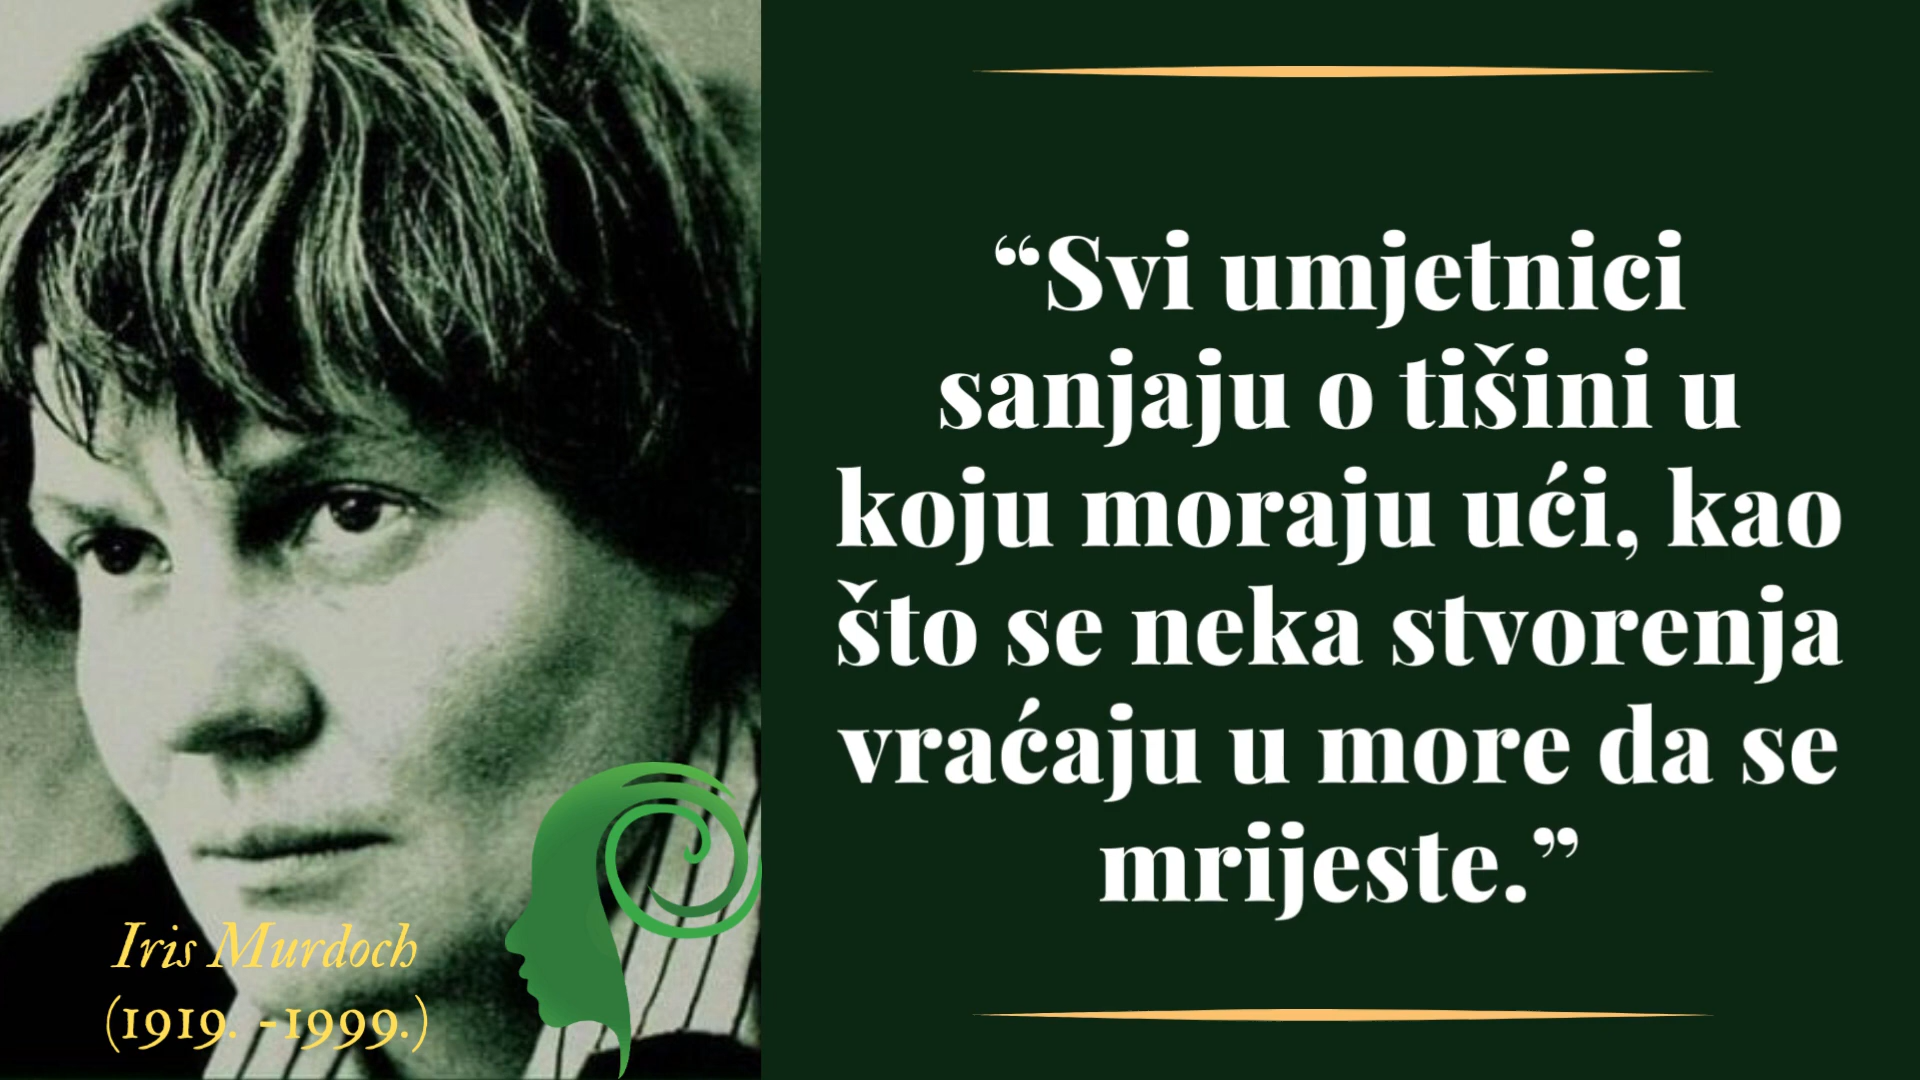 “Svi umjetnici
sanjaju o tišini u
koju moraju ući, kao
što se neka stvorenja
vraćaju u more da se
mrijeste.”
Iris Murdoch
(1919. -1999.)